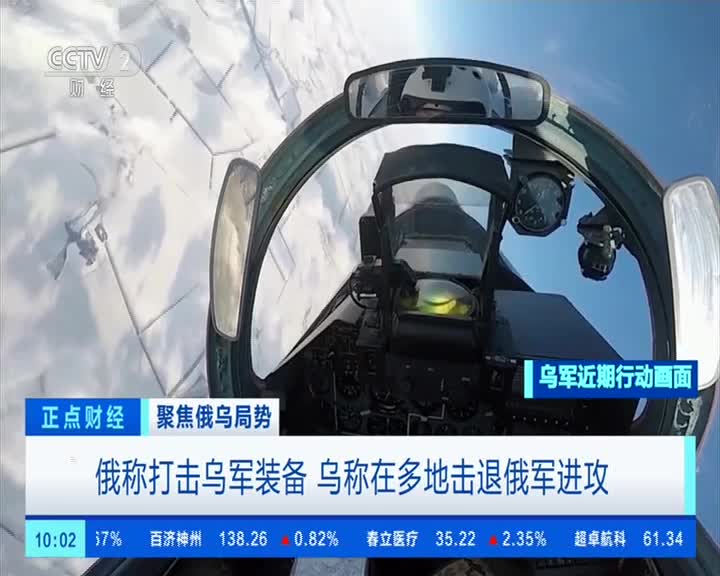 CCTV 2
财经
乌军近期行动画面
正点财经 聚焦俄乌局势
俄称打击乌军装备 乌称在多地击退俄军进攻
10:02 67% 百济神州 138.26 ▲0.82% 春立医疗 35.22 ▲2.35% 超卓航科 61.34